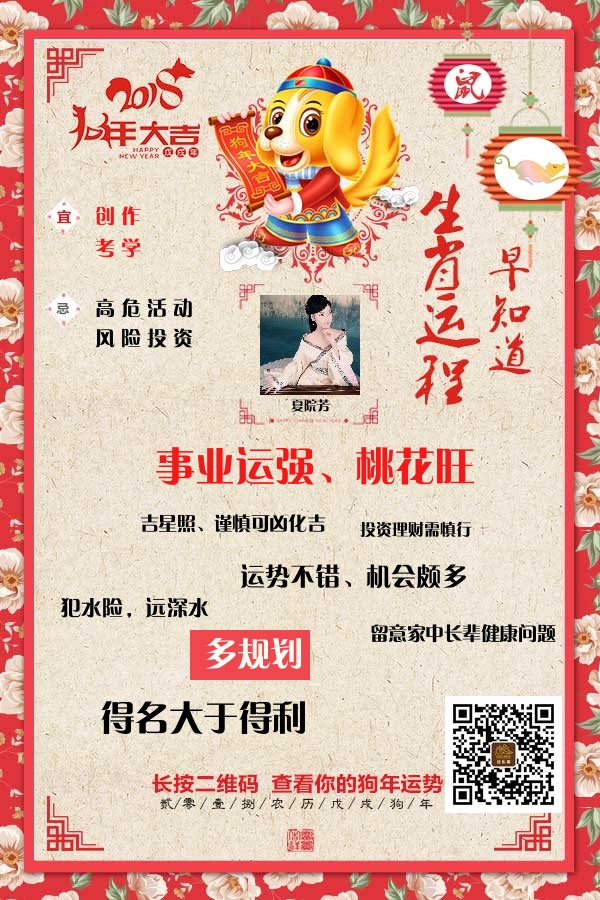 2018
狗年大吉
HAPPY
NEW YEAR 戊戌年
狗年大吉
鼠
生肖运程
早知道
宜 创作
考学
忌 高危活动
风险投资
夏院芳
HAPPY CHINESE NEW YEAR
事业运强、桃花旺
吉星照、谨慎可凶化吉
投资理财需慎行
运势不错、机会颇多
犯水险，远深水
留意家中长辈健康问题
多规划
得名大于得利
长按二维码 查看你的狗年运势
贰/零/壹/捌/农/历/戊/戌/狗/年